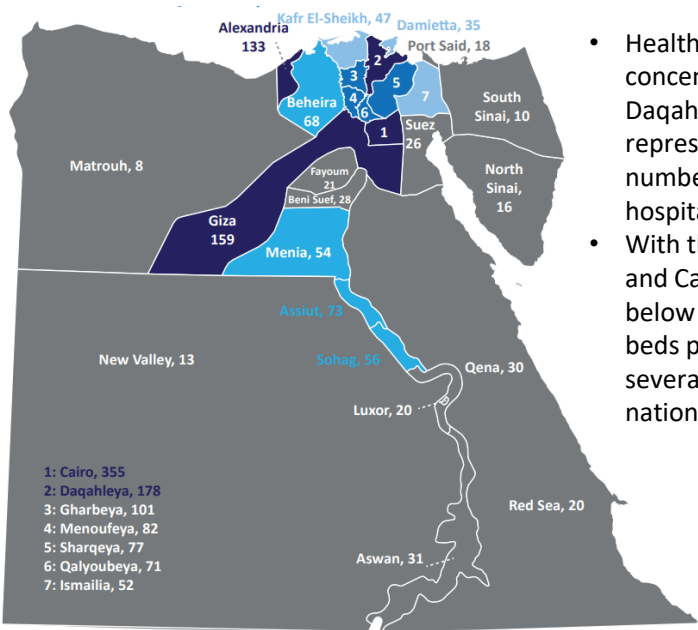 Kafr El-Sheikh, 47
Alexandria
133
Damietta, 35
Port Said, 18
2
3
5
4
6
7
1
Beheira
68
Suez
26
South
Sinai, 10
North
Sinai,
16
Matrouh, 8
Fayoum
21
Beni Suef, 28
Giza
159
Menia, 54
Assiut, 73
Sohag, 56
New Valley, 13
Qena, 30
Luxor, 20
Red Sea, 20
Aswan, 31
1: Cairo, 355
2: Daqahleya, 178
3: Gharbeya, 101
4: Menoufeya, 82
5: Sharqeya, 77
6: Qalyoubeya, 71
7: Ismailia, 52
• Health
concer
Daqah
repres
numbe
hospita
• With th
and Ca
below
beds p
severa
nation